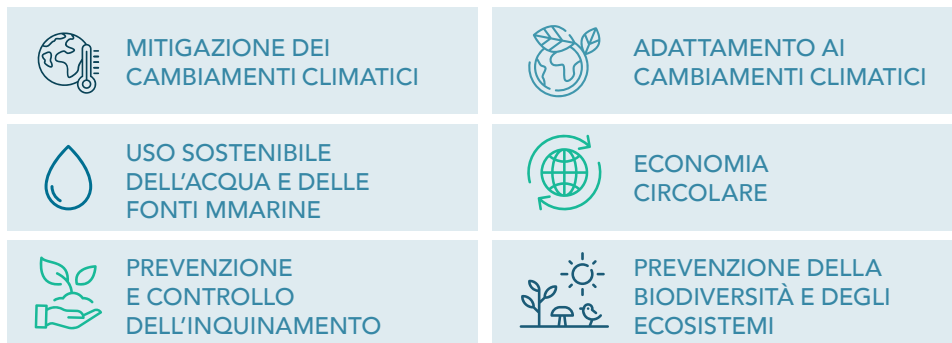 MITIGAZIONE DEI
CAMBIAMENTI CLIMATICI
ADATTAMENTO AI
CAMBIAMENTI CLIMATICI
USO SOSTENIBILE
DELL'ACQUA E DELLE
FONTI MMARINE
ECONOMIA
CIRCOLARE
PREVENZIONE
E CONTROLLO
DELL'INQUINAMENTO
PREVENZIONE DELLA
BIODIVERSITÀ E DEGLI
ECOSISTEMI